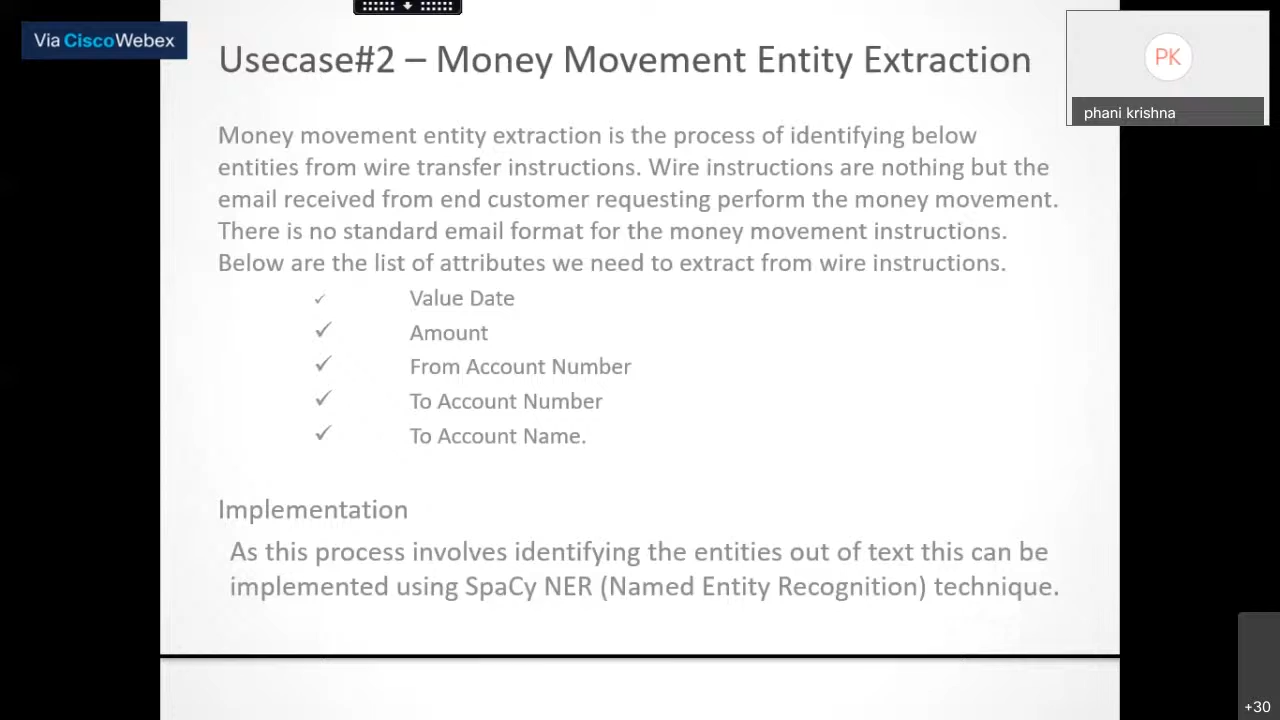 Via CiscoWebex
Usecase#2 – Money Movement Entity Extraction
PK
phani krishna
Money movement entity extraction is the process of identifying below
entities from wire transfer instructions. Wire instructions are nothing but the
email received from end customer requesting perform the money movement.
There is no standard email format for the money movement instructions.
Below are the list of attributes we need to extract from wire instructions.
✓ Value Date
✓ Amount
✓ From Account Number
✓ To Account Number
✓ To Account Name.
Implementation
As this process involves identifying the entities out of text this can be
implemented using SpaCy NER (Named Entity Recognition) technique.
+30